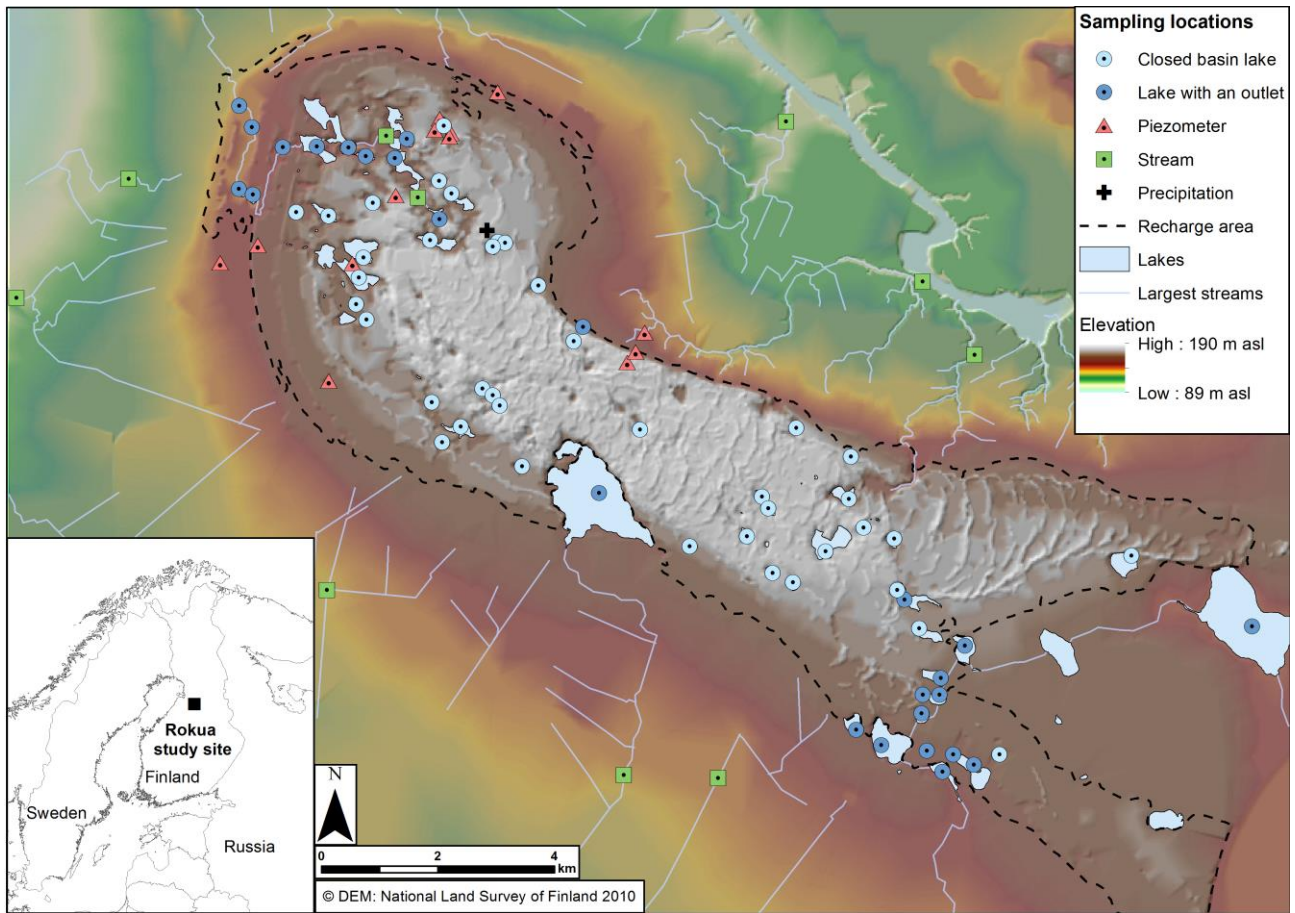 Sampling locations
Closed basin lake
Lake with an outlet
Piezometer
Stream
Precipitation
Recharge area
Lakes
Largest streams
Elevation
High : 190 m asl
Low : 89 m asl
Rokua
study site
Finland
Sweden
Russia
N
0 2 4
km
© DEM: National Land Survey of Finland 2010